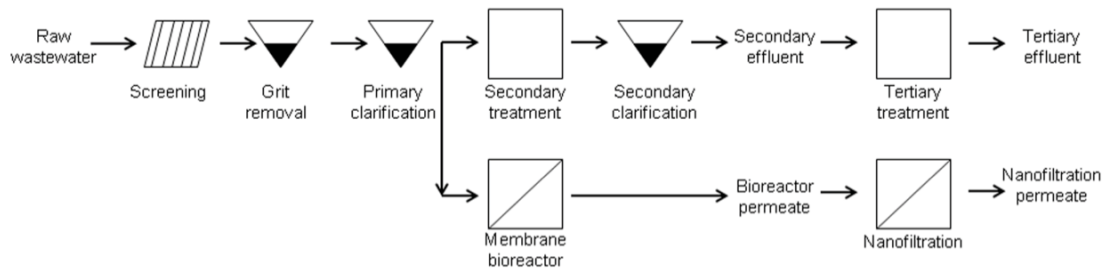 Raw
wastewater
Screening
Grit
removal
Primary
clarification
Secondary
treatment
Secondary
clarification
Secondary
effluent
Tertiary
treatment
Tertiary
effluent
Membrane
bioreactor
Bioreactor
permeate
Nanofiltration
Nanofiltration
permeate